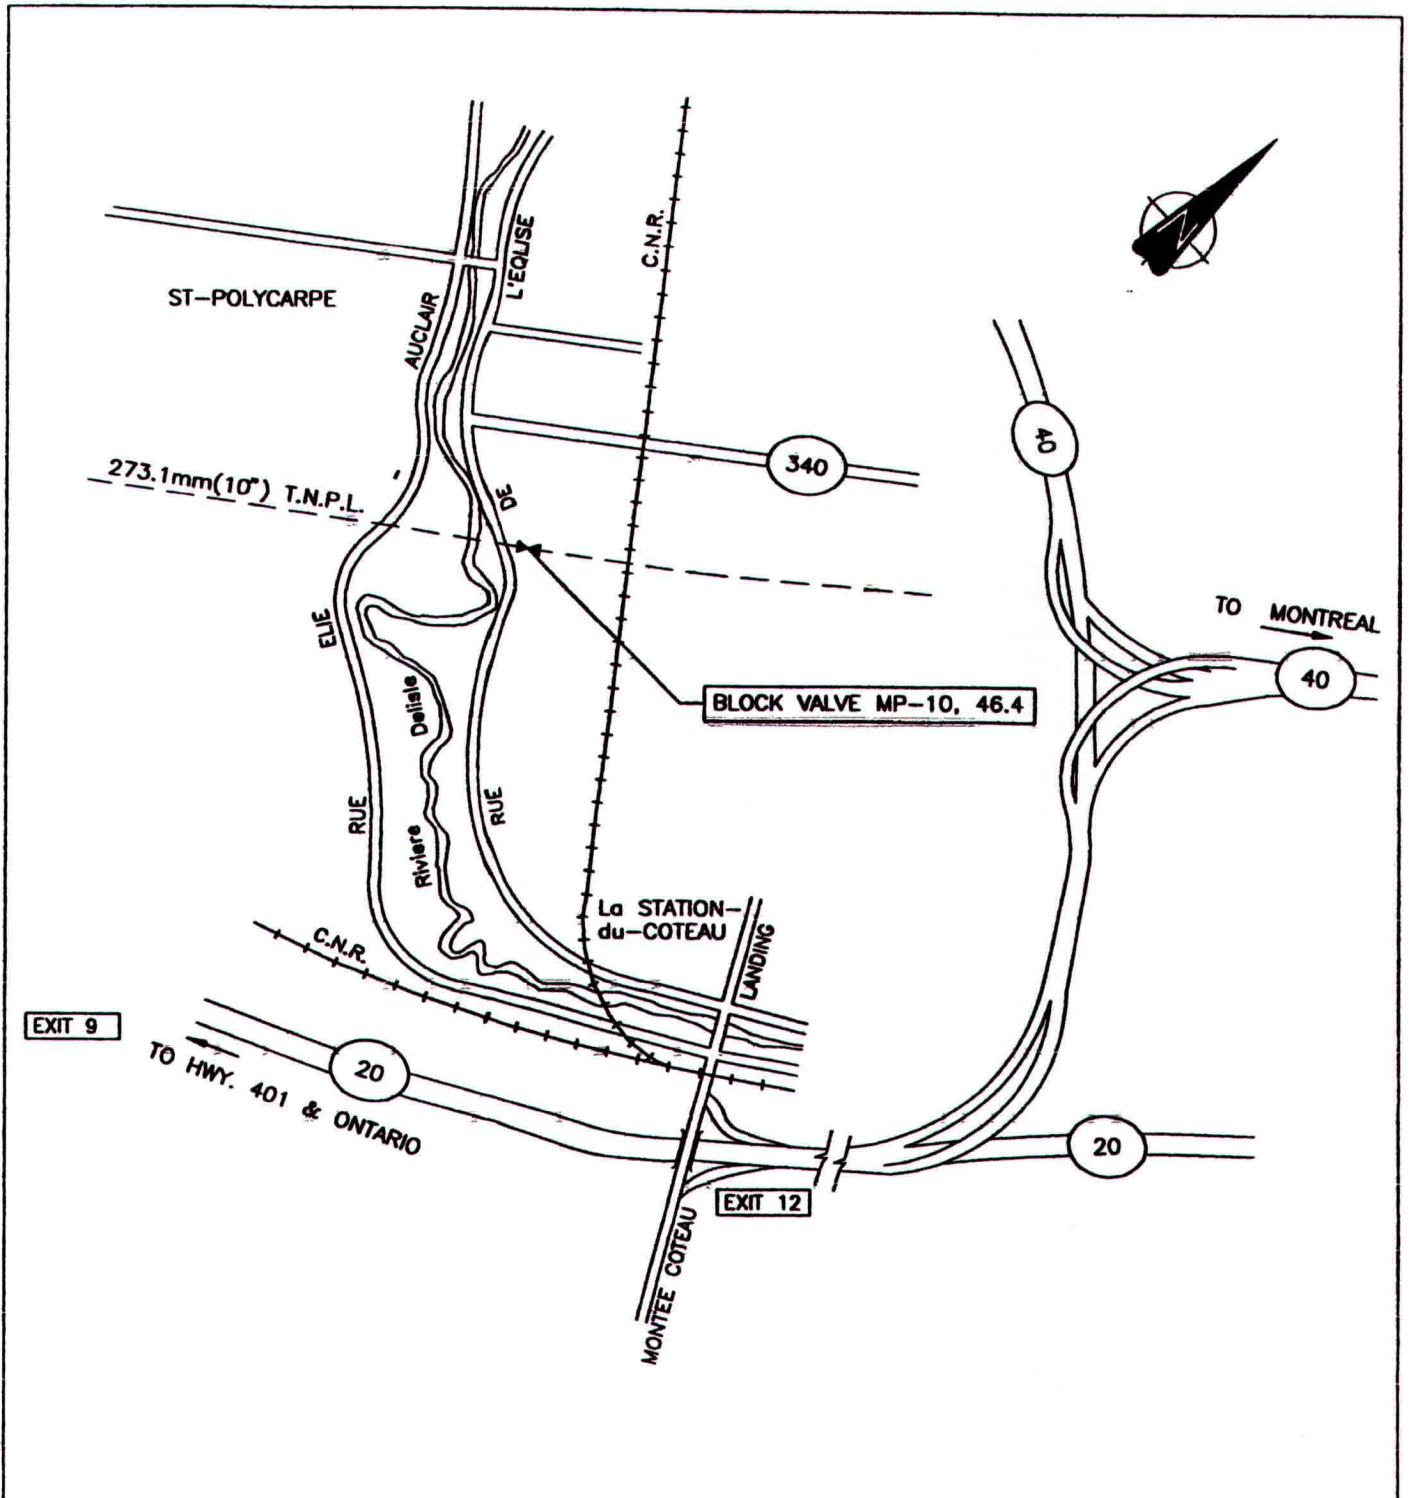 C.N.R.
N
L'EQLISE
ST-POLYCARPE
AUCLAIR
40
340
273.1mm(10") T.N.P.L.
DE
TO MONTREAL
ELIE
40
Delisle
BLOCK VALVE MP-10, 46.4
RUE
RUE
Riviere
La STATION-
du-COTEAU
LANDING
C.N.R.
EXIT 9
TO HWY. 401 & ONTARIO
20
20
EXIT 12
MONTEE COTEAU